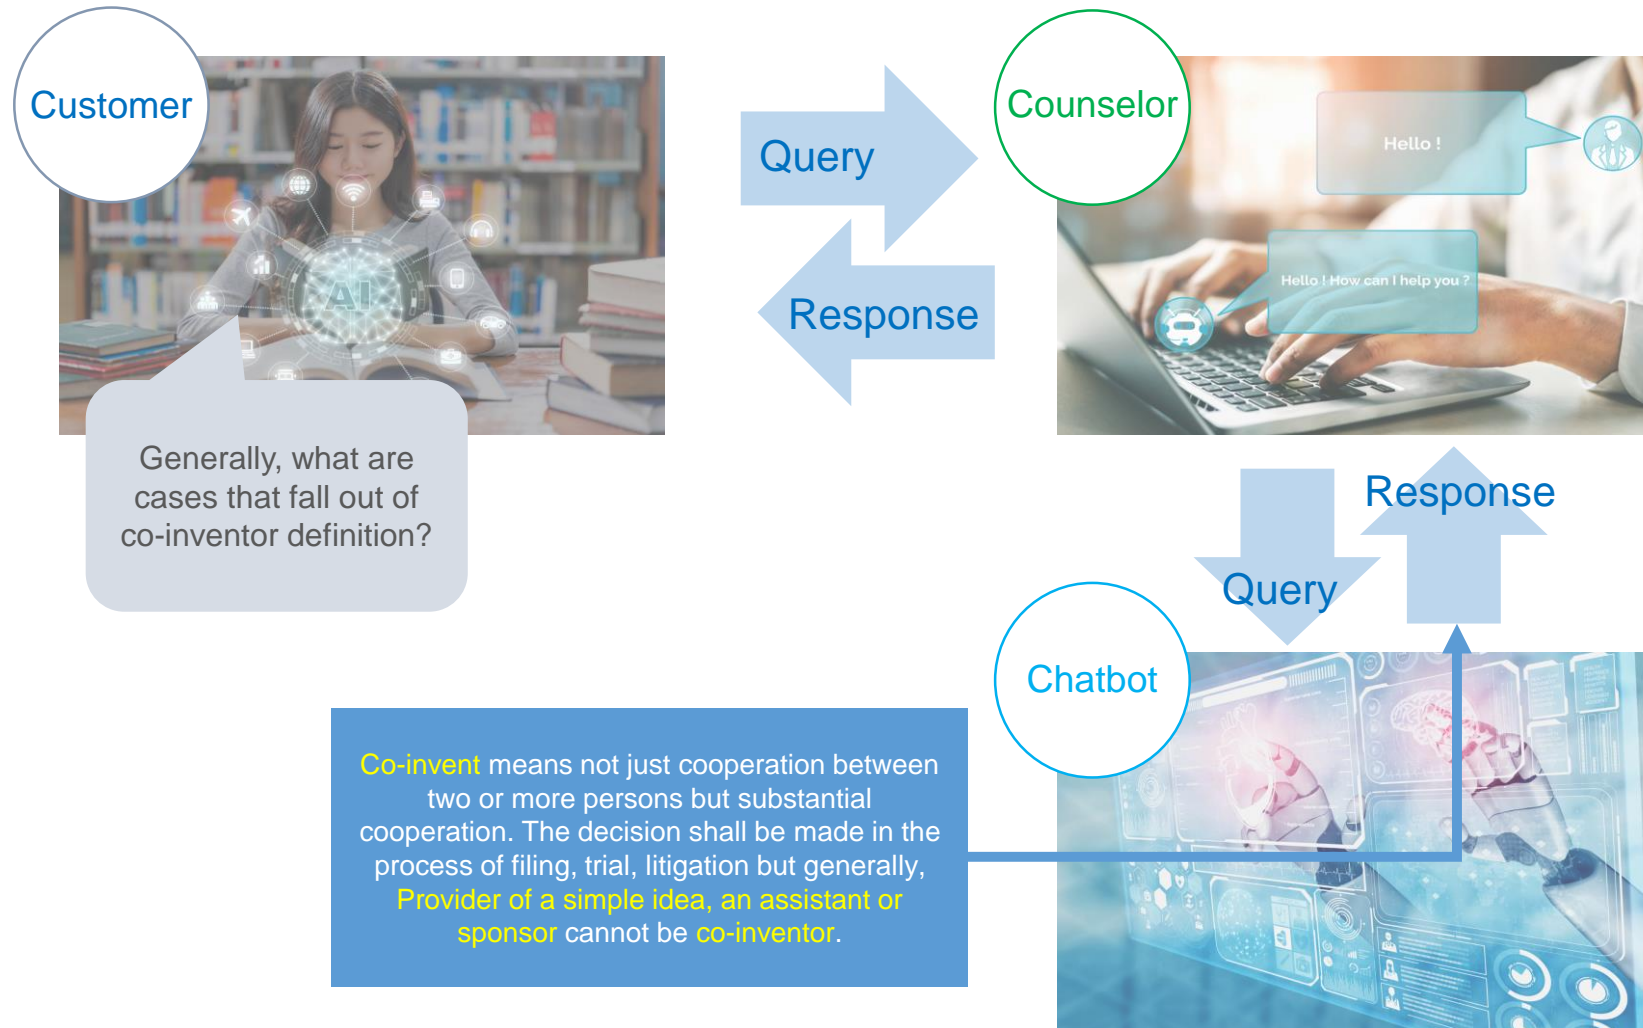 Customer
AI
Generally, what are
cases that fall out of
co-inventor definition?
Query
Response
Counselor
Hello !
Hello ! How can I help you ?
Query
Response
Chatbot
Co-invent means not just cooperation between
two or more persons but substantial
cooperation. The decision shall be made in the
process of filing, trial, litigation but generally,
Provider of a simple idea, an assistant or
sponsor cannot be co-inventor.